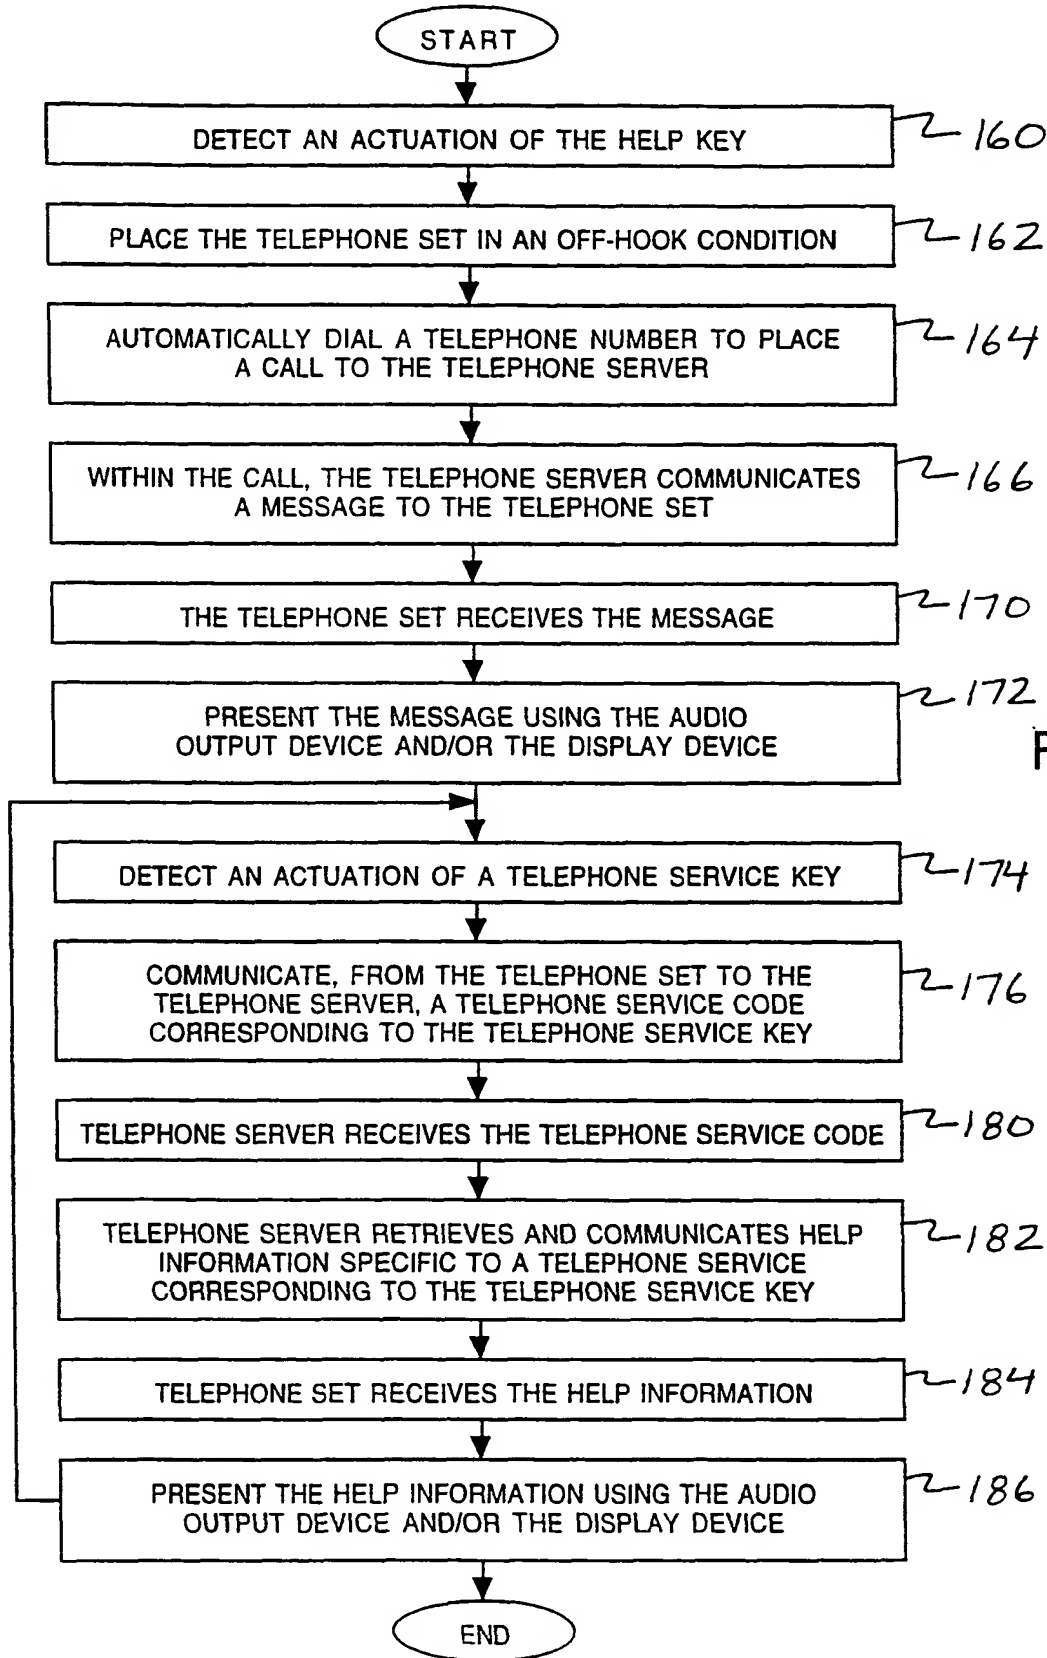 START
DETECT AN ACTUATION OF THE HELP KEY
160
PLACE THE TELEPHONE SET IN AN OFF-HOOK CONDITION
162
AUTOMATICALLY DIAL A TELEPHONE NUMBER TO PLACE
A CALL TO THE TELEPHONE SERVER
164
WITHIN THE CALL, THE TELEPHONE SERVER COMMUNICATES
A MESSAGE TO THE TELEPHONE SET
166
THE TELEPHONE SET RECEIVES THE MESSAGE
170
PRESENT THE MESSAGE USING THE AUDIO
OUTPUT DEVICE AND/OR THE DISPLAY DEVICE
172
DETECT AN ACTUATION OF A TELEPHONE SERVICE KEY
174
COMMUNICATE, FROM THE TELEPHONE SET TO THE
TELEPHONE SERVER, A TELEPHONE SERVICE CODE
CORRESPONDING TO THE TELEPHONE SERVICE KEY
176
TELEPHONE SERVER RECEIVES THE TELEPHONE SERVICE CODE
180
TELEPHONE SERVER RETRIEVES AND COMMUNICATES HELP
INFORMATION SPECIFIC TO A TELEPHONE SERVICE
CORRESPONDING TO THE TELEPHONE SERVICE KEY
182
TELEPHONE SET RECEIVES THE HELP INFORMATION
184
PRESENT THE HELP INFORMATION USING THE AUDIO
OUTPUT DEVICE AND/OR THE DISPLAY DEVICE
186
END